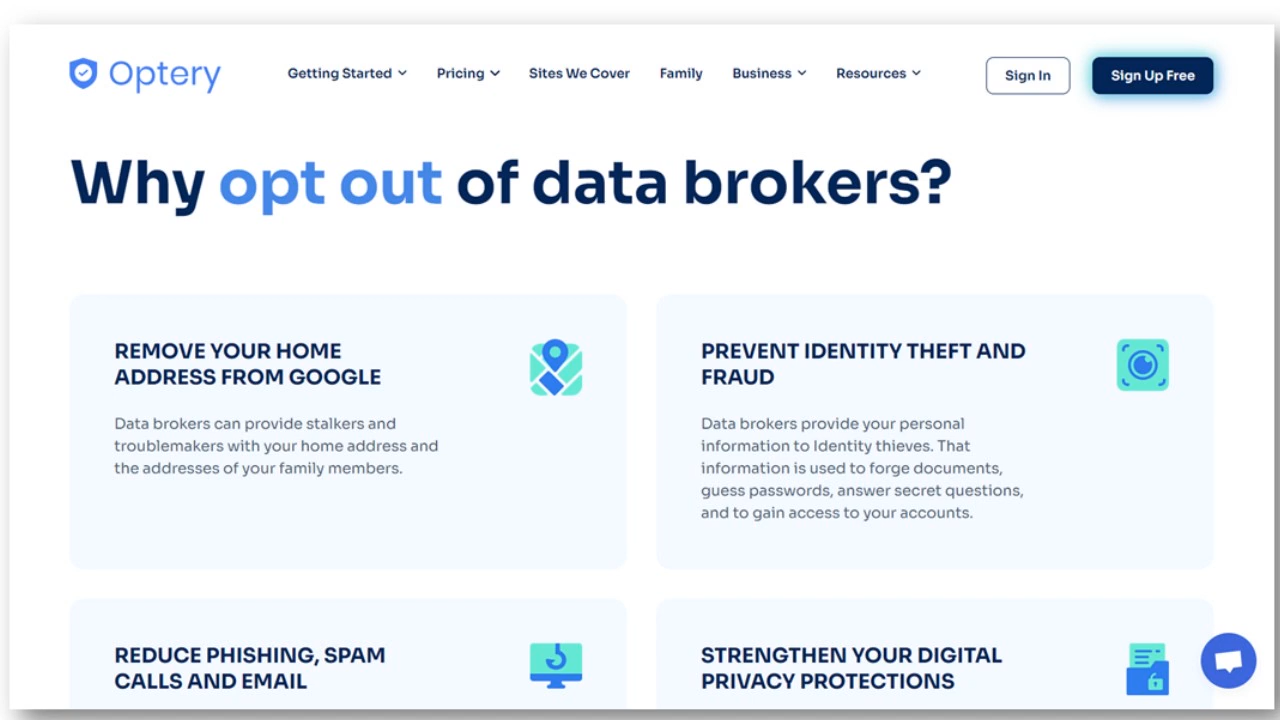 Optery
Getting Started
Pricing
Sites We Cover
Family
Business
Resources
Sign In
Sign Up Free
Why opt out of data brokers?
REMOVE YOUR HOME
ADDRESS FROM GOOGLE
Data brokers can provide stalkers and
troublemakers with your home address and
the addresses of your family members.
PREVENT IDENTITY THEFT AND
FRAUD
Data brokers provide your personal
information to Identity thieves. That
information is used to forge documents,
guess passwords, answer secret questions,
and to gain access to your accounts.
REDUCE PHISHING, SPAM
CALLS AND EMAIL
STRENGTHEN YOUR DIGITAL
PRIVACY PROTECTIONS